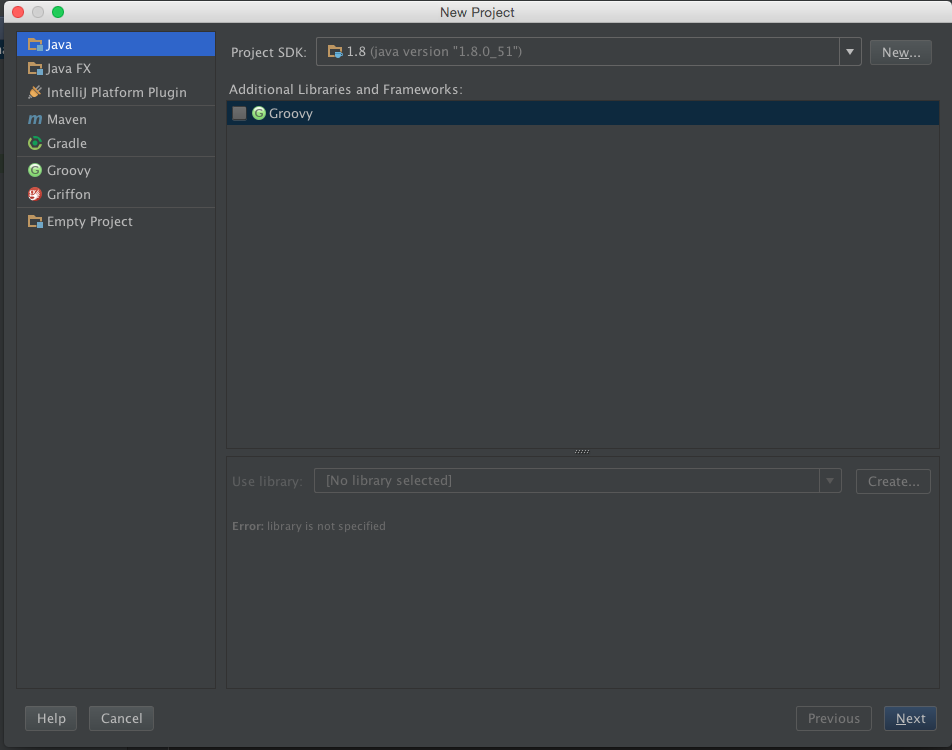 New Project
Java
Java FX
IntelliJ Platform Plugin
Maven
Gradle
Groovy
Griffon
Empty Project
Project SDK: 1.8 (java version "1.8.0_51") New...
Additional Libraries and Frameworks:
Groovy
Use library: [No library selected] Create...
Error: library is not specified
Help Cancel Previous Next